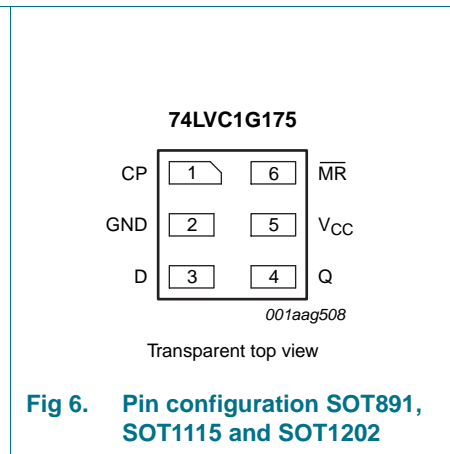 74LVC1G175
CP 1 6 M̅R̅
GND 2 5 VCC
D 3 4 Q
001aag508
Transparent top view
Fig 6. Pin configuration SOT891,
SOT1115 and SOT1202